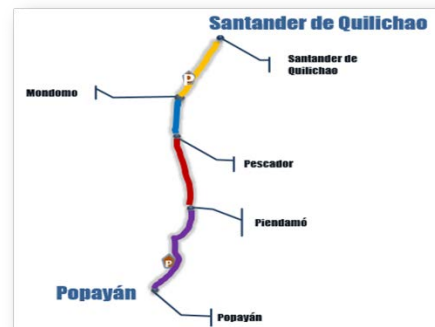 Santander de Quilichao
P
Santander de
Quilichao
Mondomo
Pescador
Piendamó
P
Popayán
Popayán